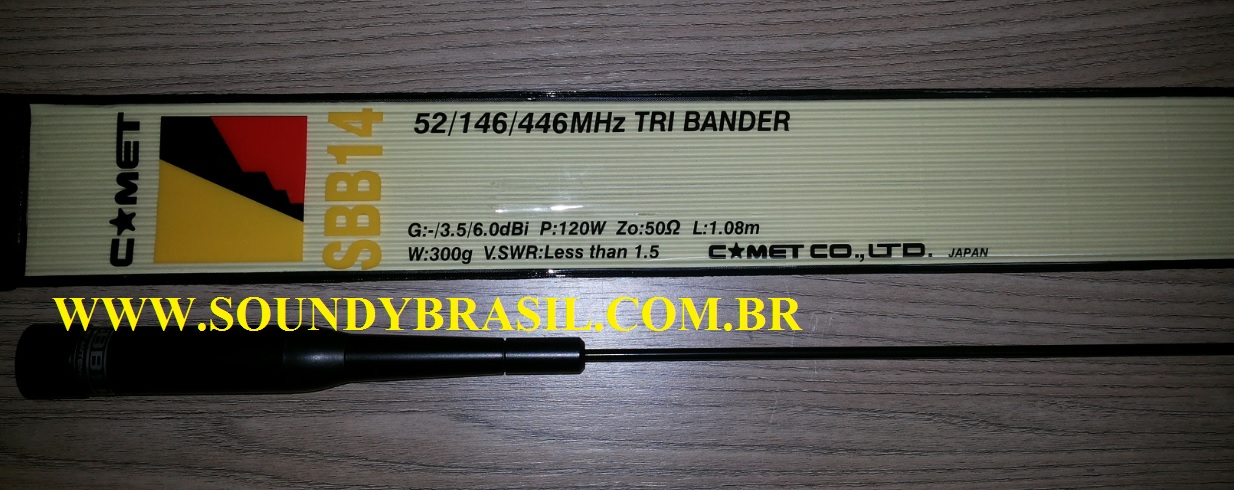 C★MET
SBB14
52/146/446MHz TRI BANDER
G:-/3.5/6.0dBi P:120W Zo:50Ω L:1.08m
W:300g V.SWR:Less than 1.5 C★MET CO.,LTD. JAPAN
WWW.SOUNDYBRASIL.COM.BR